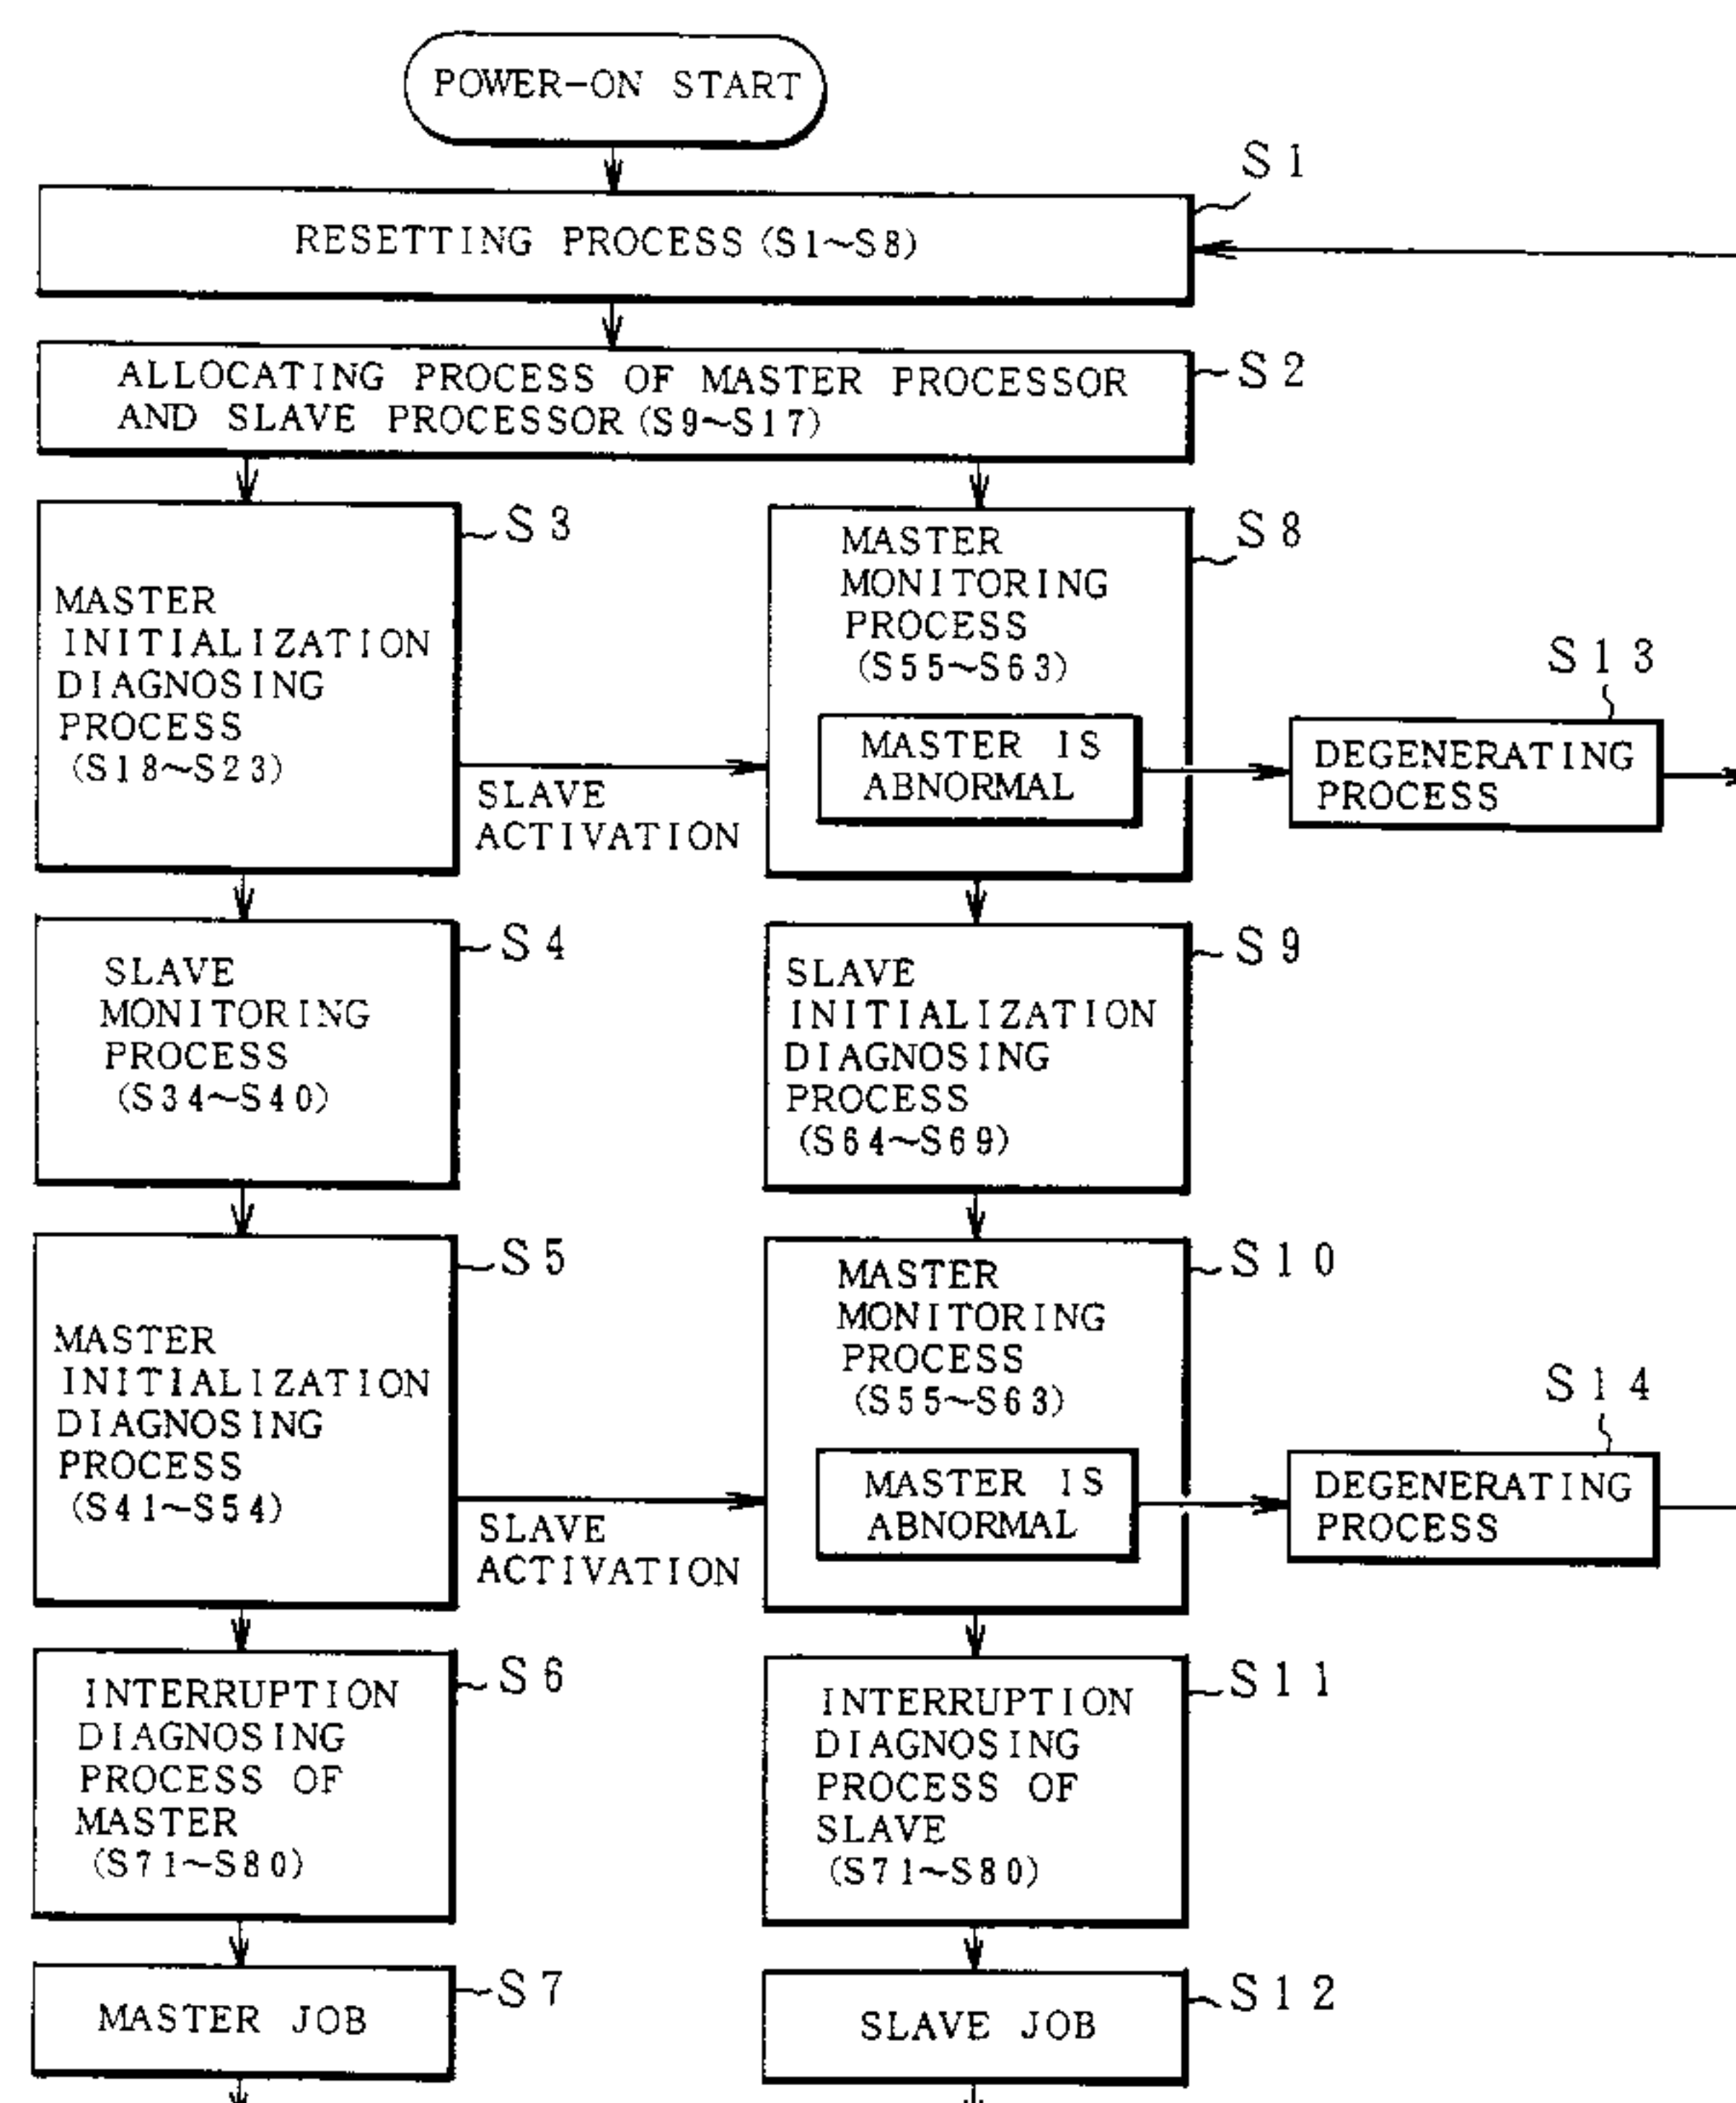 POWER-ON START
S1
RESETTING PROCESS (S1~S8)
S2
ALLOCATING PROCESS OF MASTER PROCESSOR
AND SLAVE PROCESSOR (S9~S17)
S3
MASTER
INITIALIZATION
DIAGNOSING
PROCESS
(S18~S23)
SLAVE
ACTIVATION
S8
MASTER
MONITORING
PROCESS
(S55~S63)
MASTER IS
ABNORMAL
S13
DEGENERATING
PROCESS
S4
SLAVE
MONITORING
PROCESS
(S34~S40)
S9
SLAVE
INITIALIZATION
DIAGNOSING
PROCESS
(S64~S69)
S5
MASTER
INITIALIZATION
DIAGNOSING
PROCESS
(S41~S54)
SLAVE
ACTIVATION
S10
MASTER
MONITORING
PROCESS
(S55~S63)
MASTER IS
ABNORMAL
S14
DEGENERATING
PROCESS
S6
INTERRUPTION
DIAGNOSING
PROCESS OF
MASTER
(S71~S80)
S11
INTERRUPTION
DIAGNOSING
PROCESS OF
SLAVE
(S71~S80)
S7
MASTER JOB
S12
SLAVE JOB